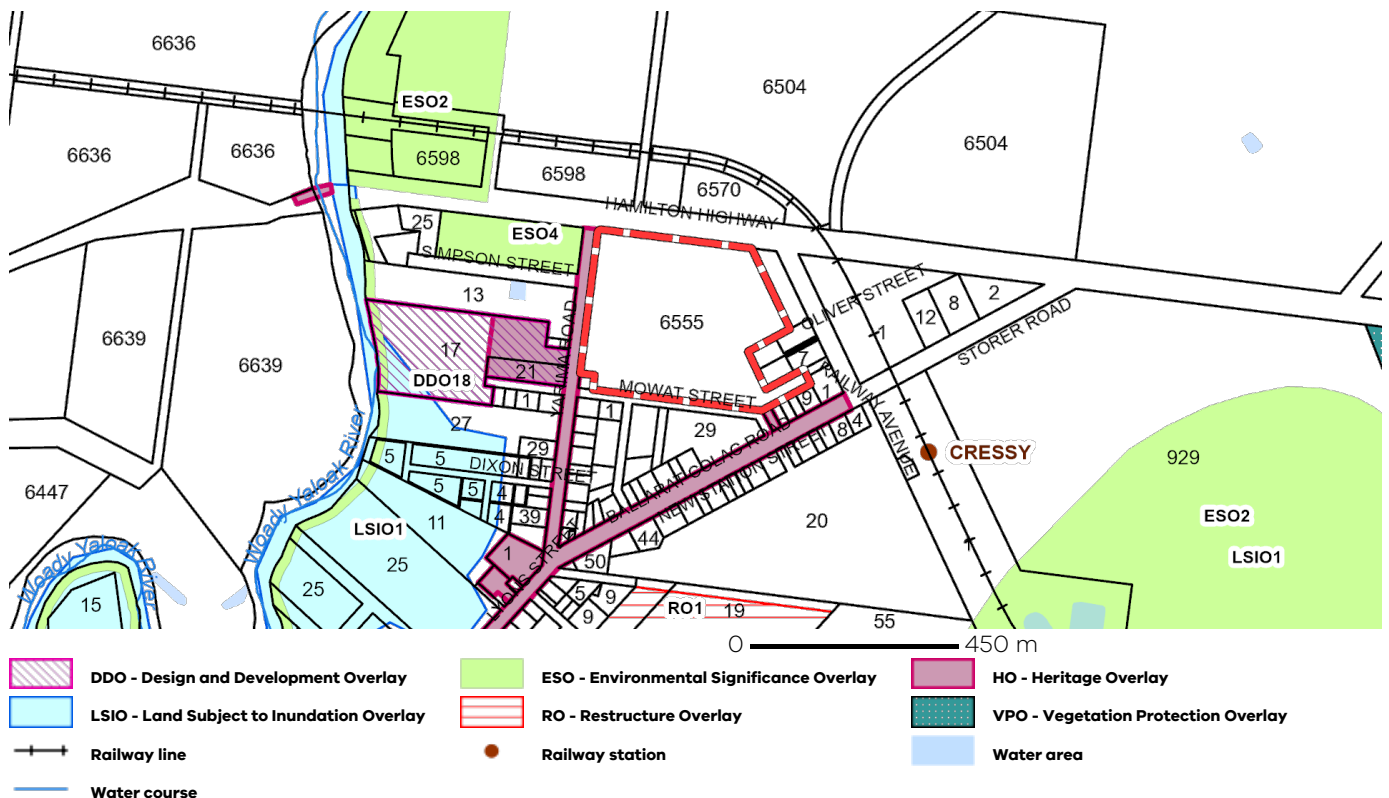 6636
6504
ESO2
6504
6636
6636
6598
6598
6570
HAMILTON HIGHWAY
25
ESO4
SIMPSON STREET
13
OLIVER STREET
2
8
12
7
6555
STORER ROAD
6639
6639
17
21
DDO18
7
RAILWAY AVENUE
MOWAT STREET
1
9
1
1
27
29
29
8
4
5
5
DIXON STREET
BALLARAT COLAC ROAD
NEW STATION STREET
CRESSY
929
6447
5
5
4
4
39
11
LSIO1
20
ESO2
LSIO1
Woady Yaloak River
Woady Yaloak River
25
25
1
44
50
15
5
9
9
RO1
19
55
0
450 m
DDO - Design and Development Overlay
ESO - Environmental Significance Overlay
HO - Heritage Overlay
LSIO - Land Subject to Inundation Overlay
RO - Restructure Overlay
VPO - Vegetation Protection Overlay
Railway line
Railway station
Water area
Water course